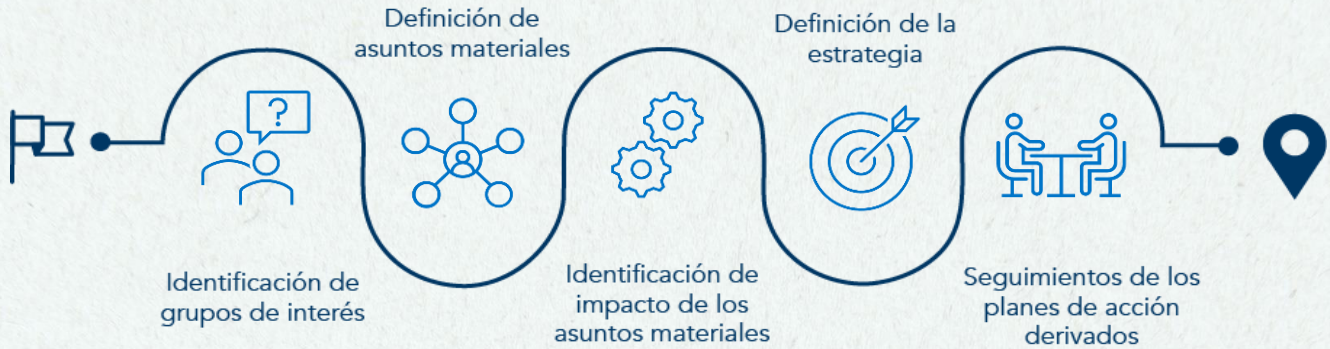 Identificación de
grupos de interés
Definición de
asuntos materiales
?
Identificación de
impacto de los
asuntos materiales
Definición de la
estrategia
Seguimientos de los
planes de acción
derivados